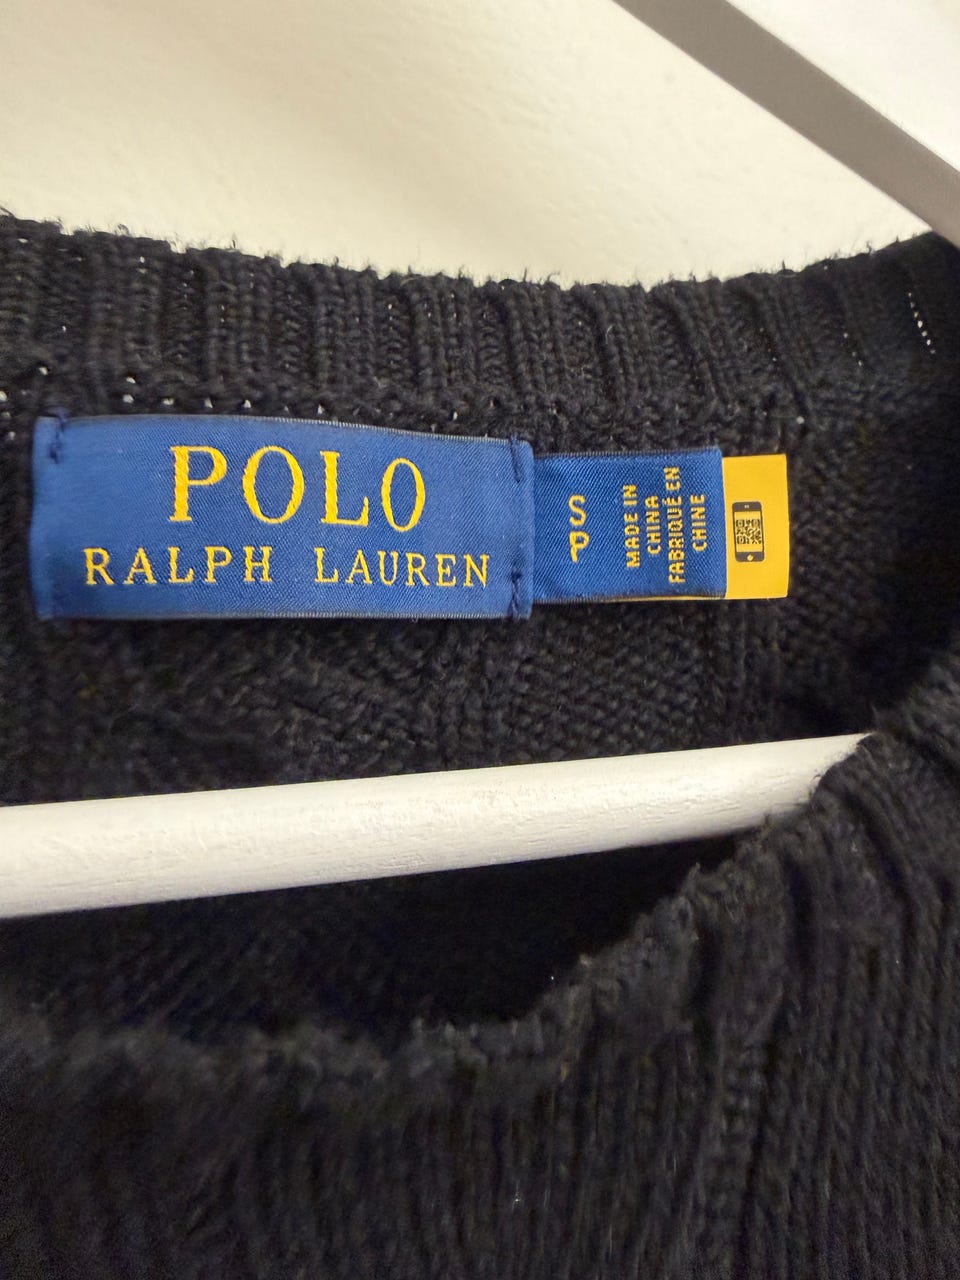 POLO
RALPH LAUREN
S
P
MADE IN
CHINA
FABRIQUÉ EN
CHINE